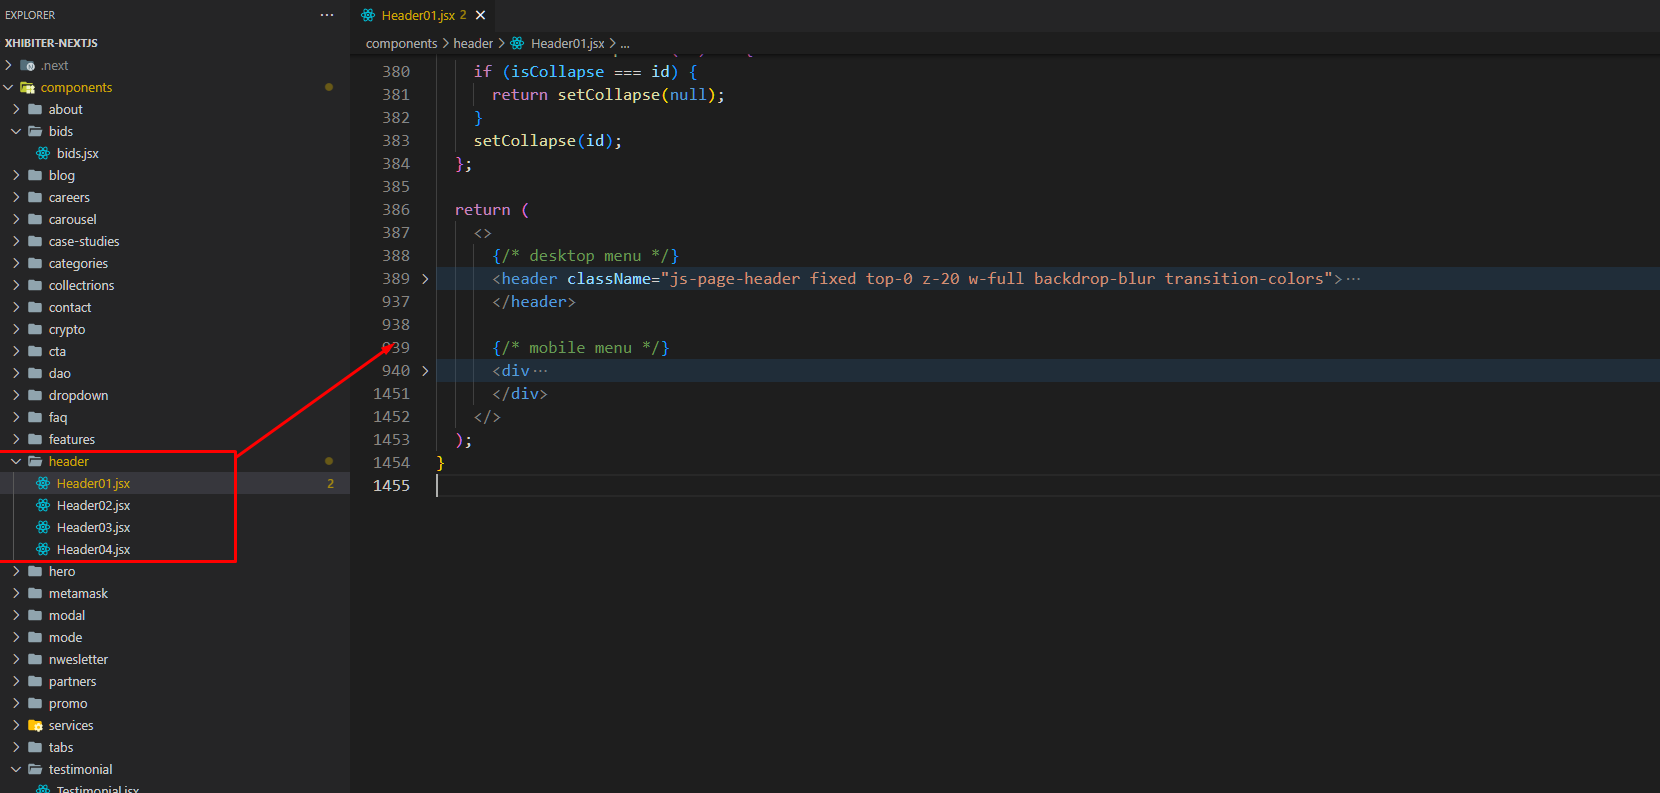 EXPLORER
XHIBITER-NEXTJS
.next
components
about
bids
bids.jsx
blog
careers
carousel
case-studies
categories
collectrions
contact
crypto
cta
dao
dropdown
faq
features
header
Header01.jsx 2
Header02.jsx
Header03.jsx
Header04.jsx
hero
metamask
modal
mode
nwesletter
partners
promo
services
tabs
testimonial
Testimonial.jsx
Header01.jsx 2
components > header > Header01.jsx > ...
380 if (isCollapse === id) {
381 return setCollapse(null);
382 }
383 setCollapse(id);
384 };
385
386 return (
387 <>
388 {/* desktop menu */}
389 <header className="js-page-header fixed top-0 z-20 w-full backdrop-blur transition-colors">···
937 </header>
938
939 {/* mobile menu */}
940 <div···
1451 </div>
1452 </>
1453 );
1454 }
1455